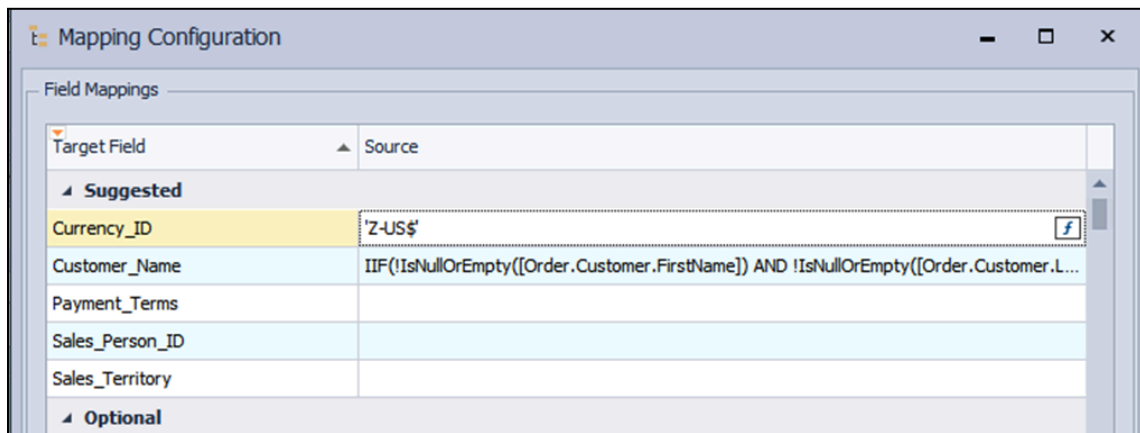 Mapping Configuration
Field Mappings
Target Field Source
Suggested
Currency_ID 'Z-US$'
Customer_Name IIF(!IsNullOrEmpty([Order.Customer.FirstName]) AND !IsNullOrEmpty([Order.Customer.L...
Payment_Terms
Sales_Person_ID
Sales_Territory
Optional